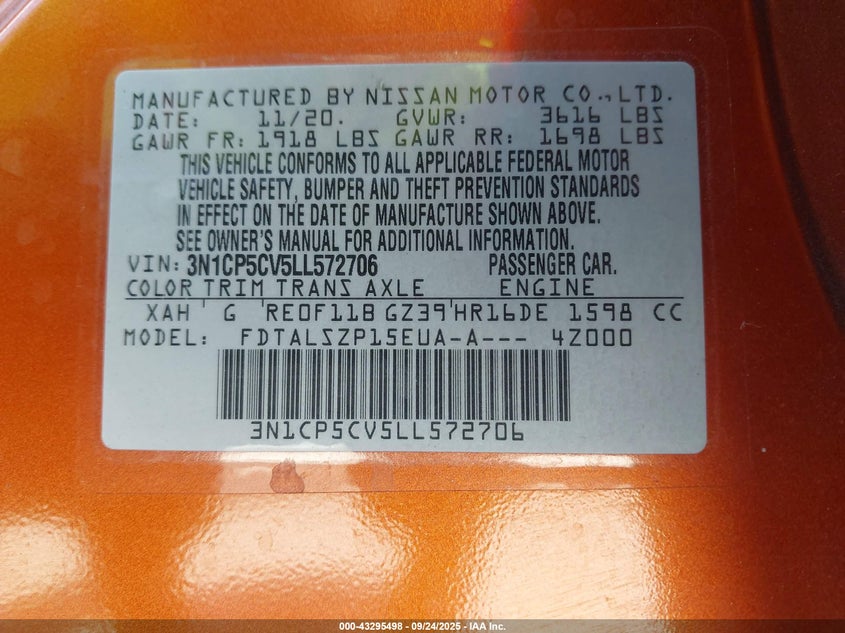 MANUFACTURED BY NISSAN MOTOR CO.,LTD.
DATE: 11/20. GVWR: 3616 LBS
GAWR FR: 1918 LBS GAWR RR: 1698 LBS
THIS VEHICLE CONFORMS TO ALL APPLICABLE FEDERAL MOTOR
VEHICLE SAFETY, BUMPER AND THEFT PREVENTION STANDARDS
IN EFFECT ON THE DATE OF MANUFACTURE SHOWN ABOVE.
SEE OWNER'S MANUAL FOR ADDITIONAL INFORMATION.
VIN: 3N1CP5CV5LL572706 PASSENGER CAR.
COLOR TRIM TRANS AXLE ENGINE
XAH G RE0F11B GZ39 HR16DE 1598 CC
MODEL: FDTALSZP15EUA-A--- 4Z000
3N1CP5CV5LL572706
000-43295498 - 09/24/2025 - IAA Inc.